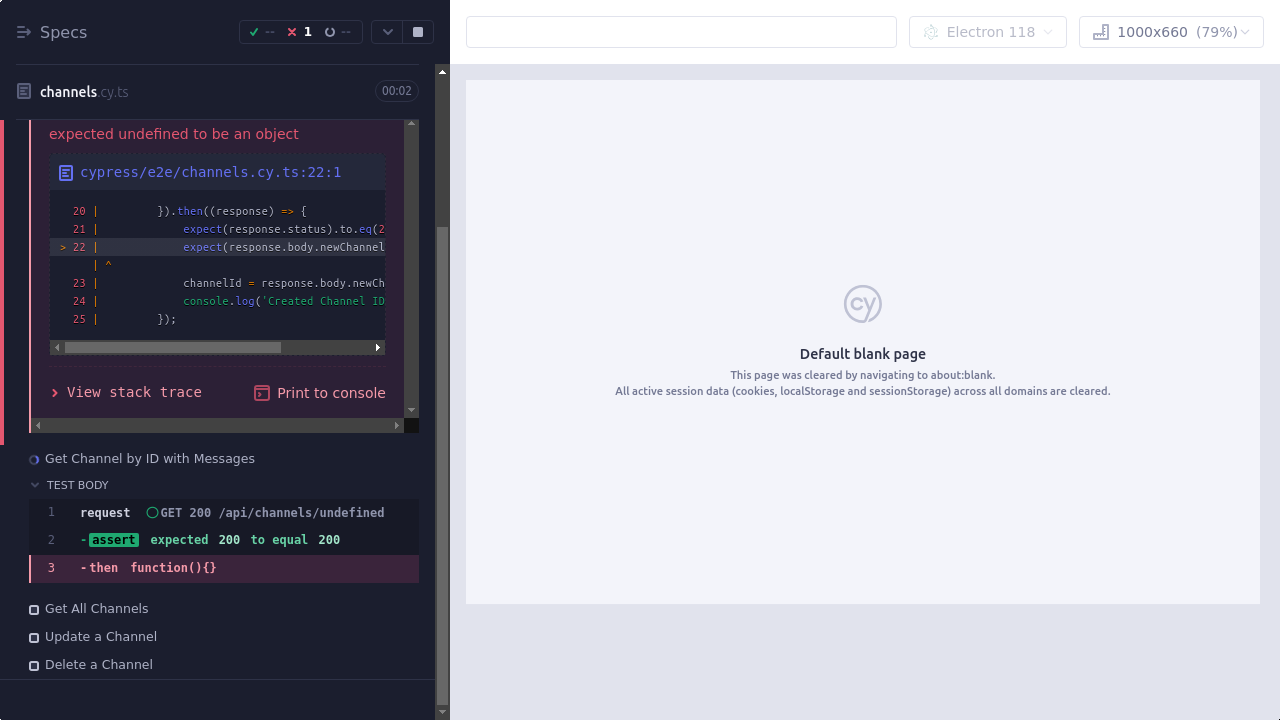 Specs
-- 1 --
Electron 118
1000x660 (79%)
channels.cy.ts
00:02
expected undefined to be an object
cypress/e2e/channels.cy.ts:22:1
20 | }).then((response) => {
21 | expect(response.status).to.eq(2
> 22 | expect(response.body.newChannel
| ^
23 | channelId = response.body.newCh
24 | console.log('Created Channel ID
25 | });
View stack trace
Print to console
Get Channel by ID with Messages
TEST BODY
1 request GET 200 /api/channels/undefined
2 -assert expected 200 to equal 200
3 -then function(){}
Get All Channels
Update a Channel
Delete a Channel
cy
Default blank page
This page was cleared by navigating to about:blank.
All active session data (cookies, localStorage and sessionStorage) across all domains are cleared.